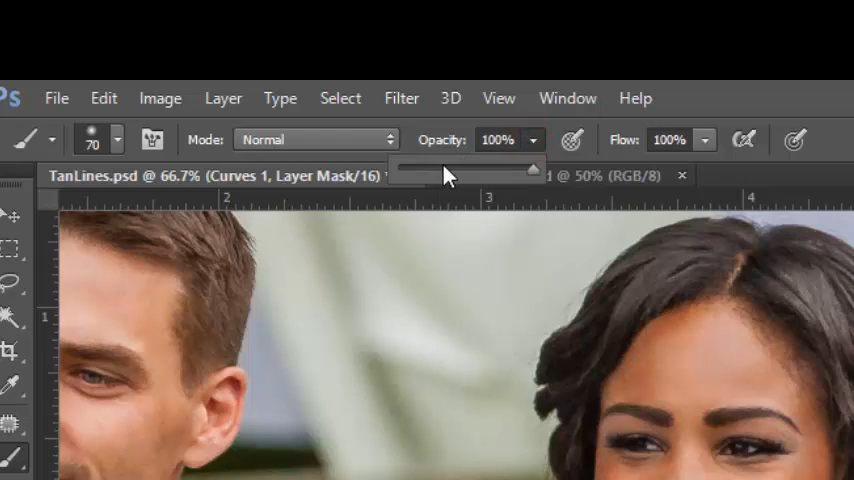 Ps File Edit Image Layer Type Select Filter 3D View Window Help
70 Mode: Normal Opacity: 100% Flow: 100%
TanLines.psd @ 66.7% (Curves 1, Layer Mask/16) @ 50% (RGB/8) ×
2 3 4
1